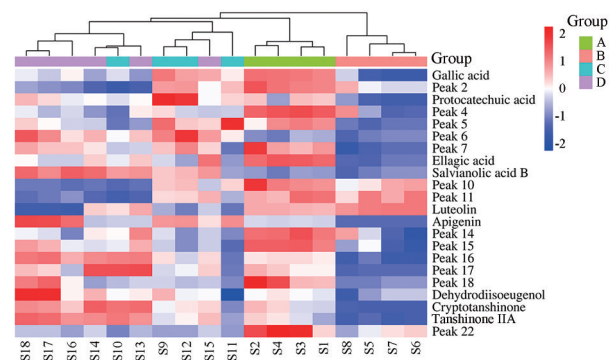 Group
A
B
C
D
2
1
0
-1
-2
Group
Gallic acid
Peak 2
Protocatechuic acid
Peak 4
Peak 5
Peak 6
Peak 7
Ellagic acid
Salvianolic acid B
Peak 10
Peak 11
Luteolin
Apigenin
Peak 14
Peak 15
Peak 16
Peak 17
Peak 18
Dehydrodiisoeugenol
Cryptotanshinone
Tanshinone IIA
Peak 22
S18 S17 S16 S14 S10 S13 S9 S12 S15 S11 S2 S4 S3 S1 S8 S5 S7 S6